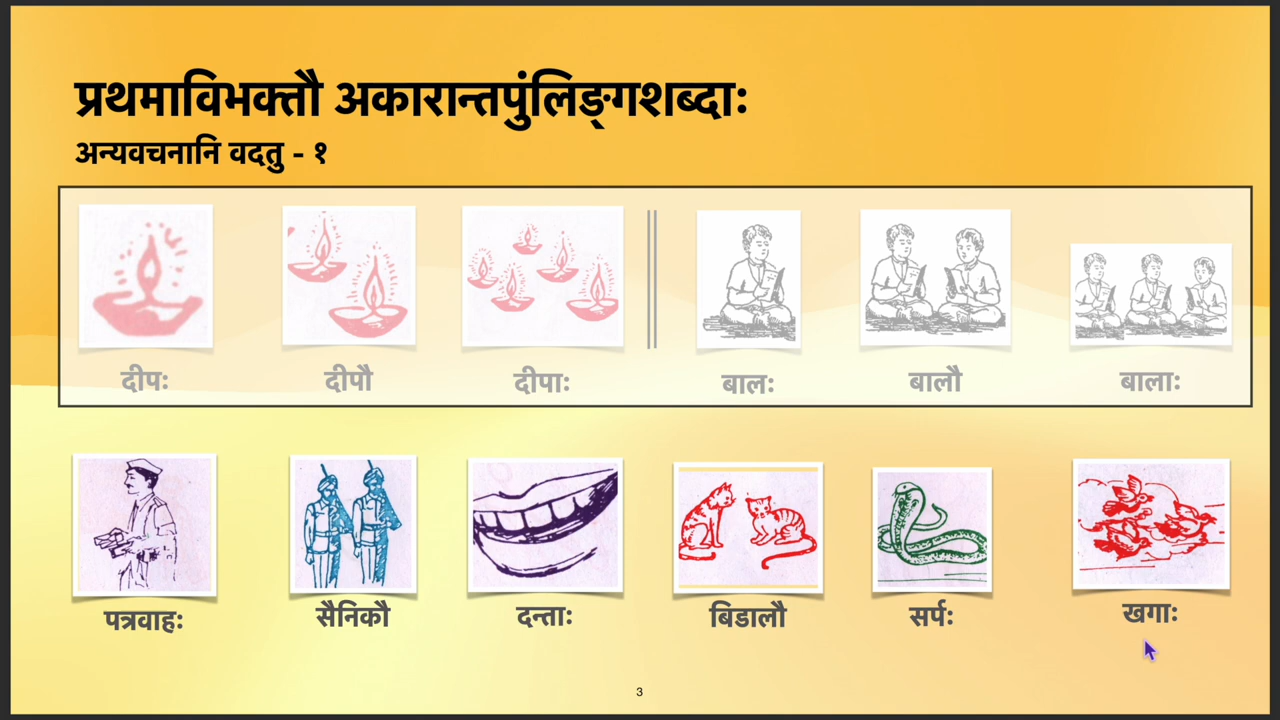 प्रथमाविभक्तौ अकारान्तपुंलिङ्गशब्दाः
अन्यवचनानि वदतु - १
दीपः दीपौ दीपाः बालः बालौ बालाः
पत्रवाहः सैनिकौ दन्ताः बिडालौ सर्पः खगाः
3